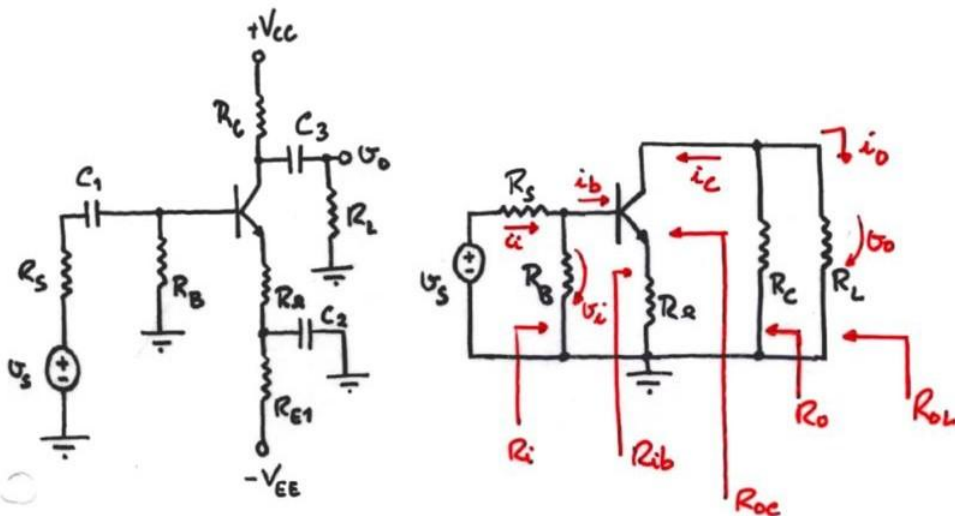 +Vcc
Rc
C3
vo
C1
RL
Rs
RB
Re
C2
vs
RE1
-VEE
Rs
ib
ic
io
ii
vs
RB
vi
Re
Rc
RL
vo
Ri
Rib
Roc
Ro
RoL